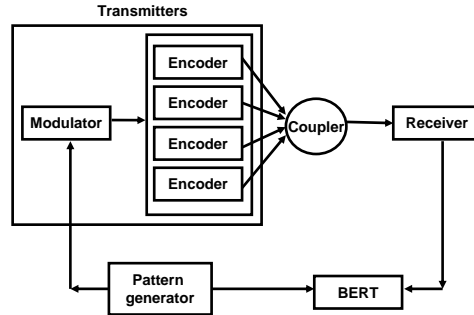 Transmitters
Encoder
Encoder
Encoder
Encoder
Modulator
Coupler
Receiver
Pattern
generator
BERT